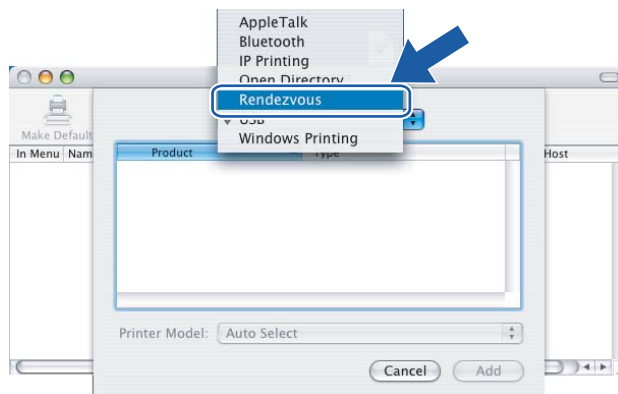 AppleTalk
Bluetooth
IP Printing
Open Directory
Rendezvous
USB
Windows Printing
Make Default
In Menu Nam
Product Type
Host
Printer Model: Auto Select
Cancel Add